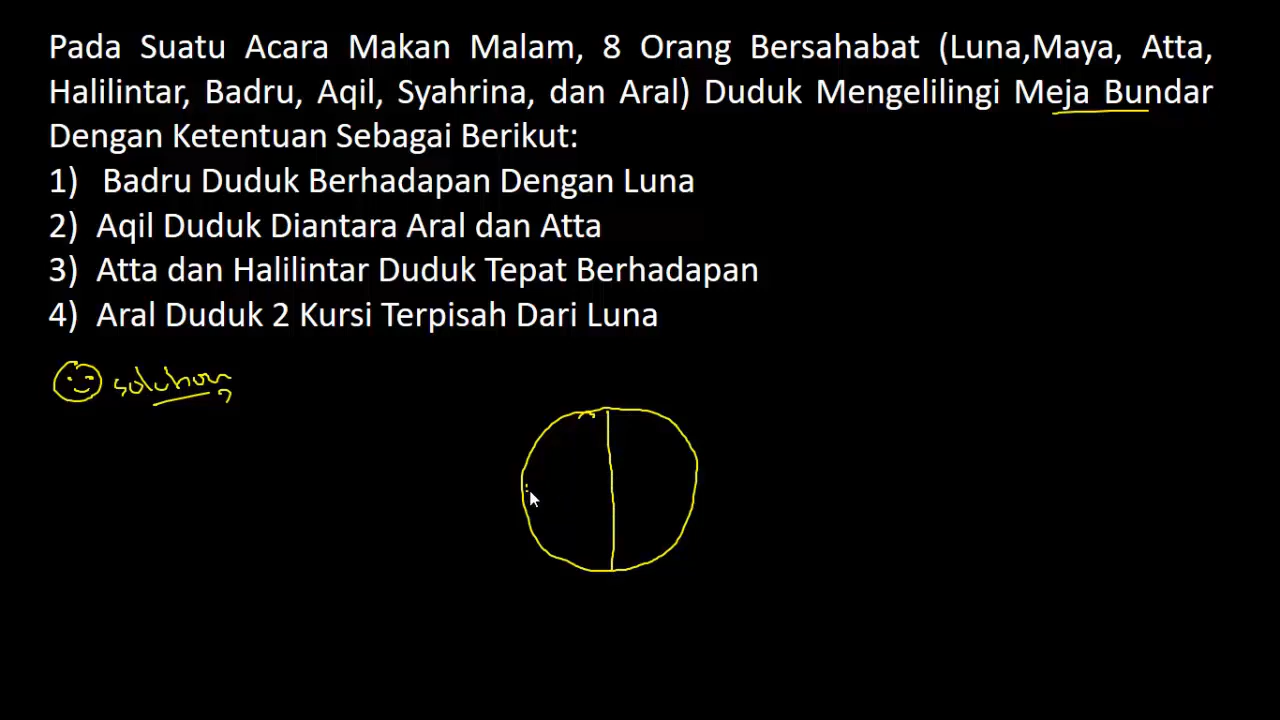 Pada Suatu Acara Makan Malam, 8 Orang Bersahabat (Luna,Maya, Atta,
Halilintar, Badru, Aqil, Syahrina, dan Aral) Duduk Mengelilingi Meja Bundar
Dengan Ketentuan Sebagai Berikut:
1) Badru Duduk Berhadapan Dengan Luna
2) Aqil Duduk Diantara Aral dan Atta
3) Atta dan Halilintar Duduk Tepat Berhadapan
4) Aral Duduk 2 Kursi Terpisah Dari Luna
solution,